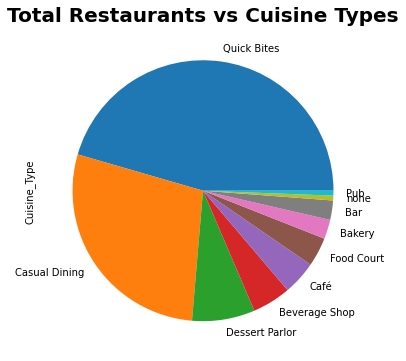 Total Restaurants vs Cuisine Types
Quick Bites
Cuisine_Type
Pub
none
Bar
Bakery
Food Court
Casual Dining
Café
Beverage Shop
Dessert Parlor